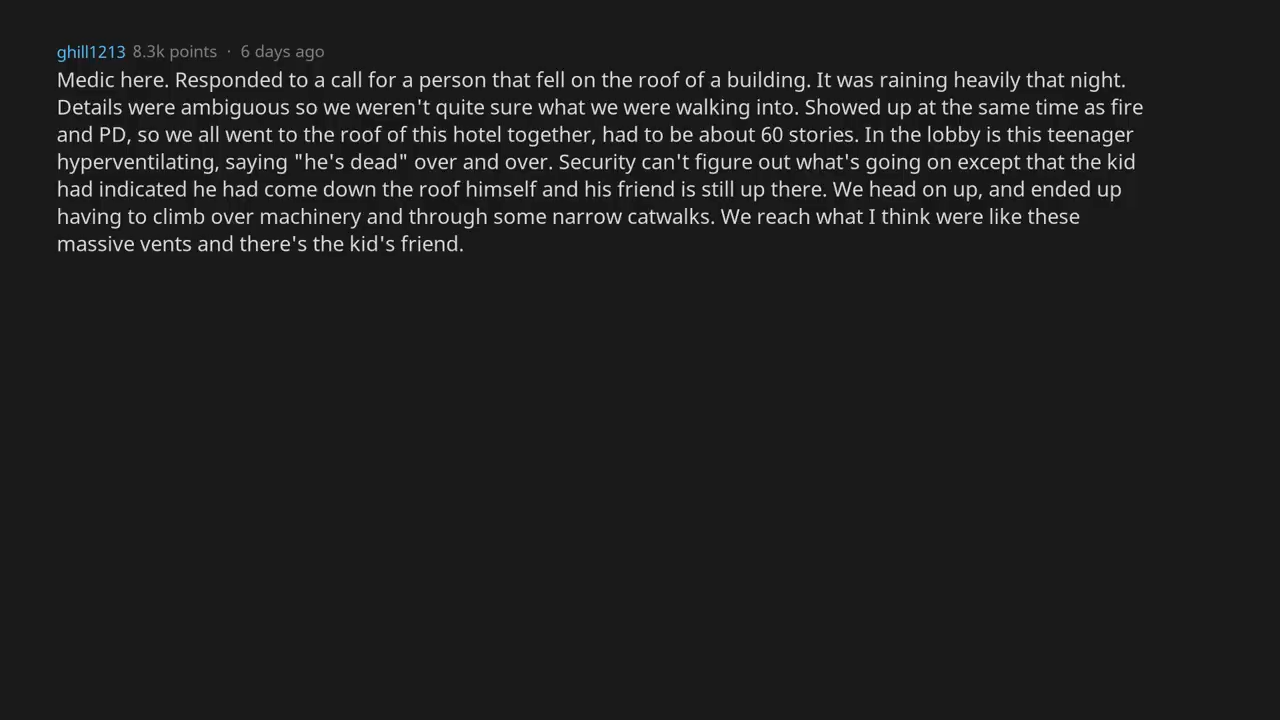 ghill1213 8.3k points · 6 days ago
Medic here. Responded to a call for a person that fell on the roof of a building. It was raining heavily that night.
Details were ambiguous so we weren't quite sure what we were walking into. Showed up at the same time as fire
and PD, so we all went to the roof of this hotel together, had to be about 60 stories. In the lobby is this teenager
hyperventilating, saying "he's dead" over and over. Security can't figure out what's going on except that the kid
had indicated he had come down the roof himself and his friend is still up there. We head on up, and ended up
having to climb over machinery and through some narrow catwalks. We reach what I think were like these
massive vents and there's the kid's friend.